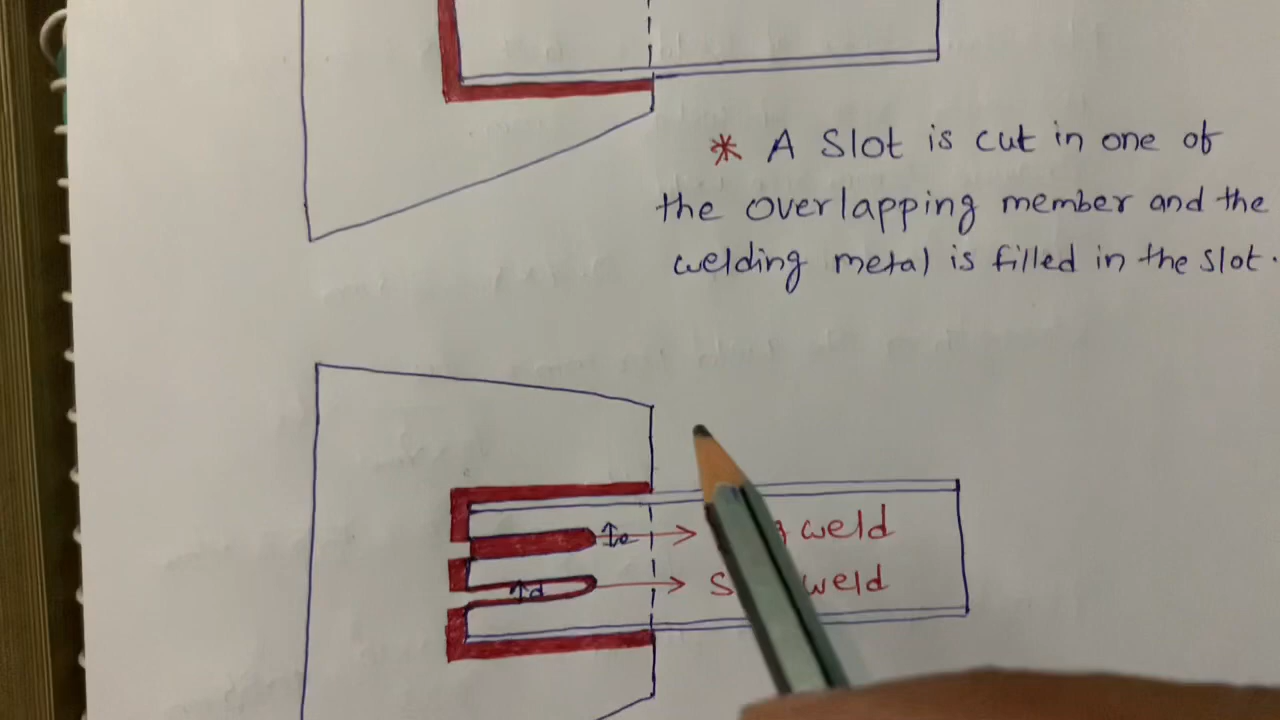 * A Slot is cut in one of
the overlapping member and the
welding metal is filled in the slot.
weld
d
weld